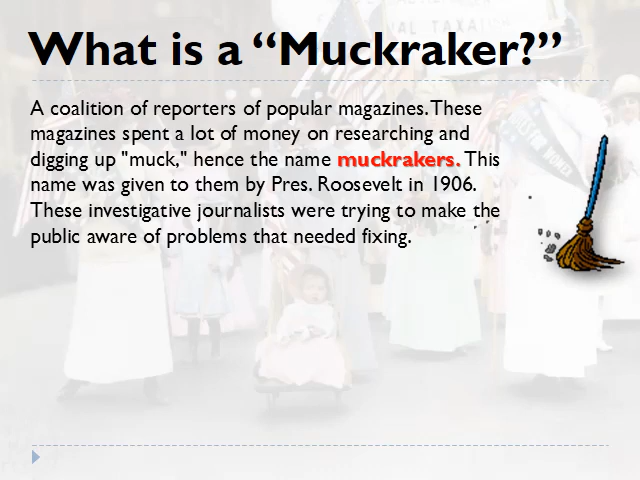 What is a “Muckraker?”
A coalition of reporters of popular magazines. These
magazines spent a lot of money on researching and
digging up "muck," hence the name muckrakers. This
name was given to them by Pres. Roosevelt in 1906.
These investigative journalists were trying to make the
public aware of problems that needed fixing.